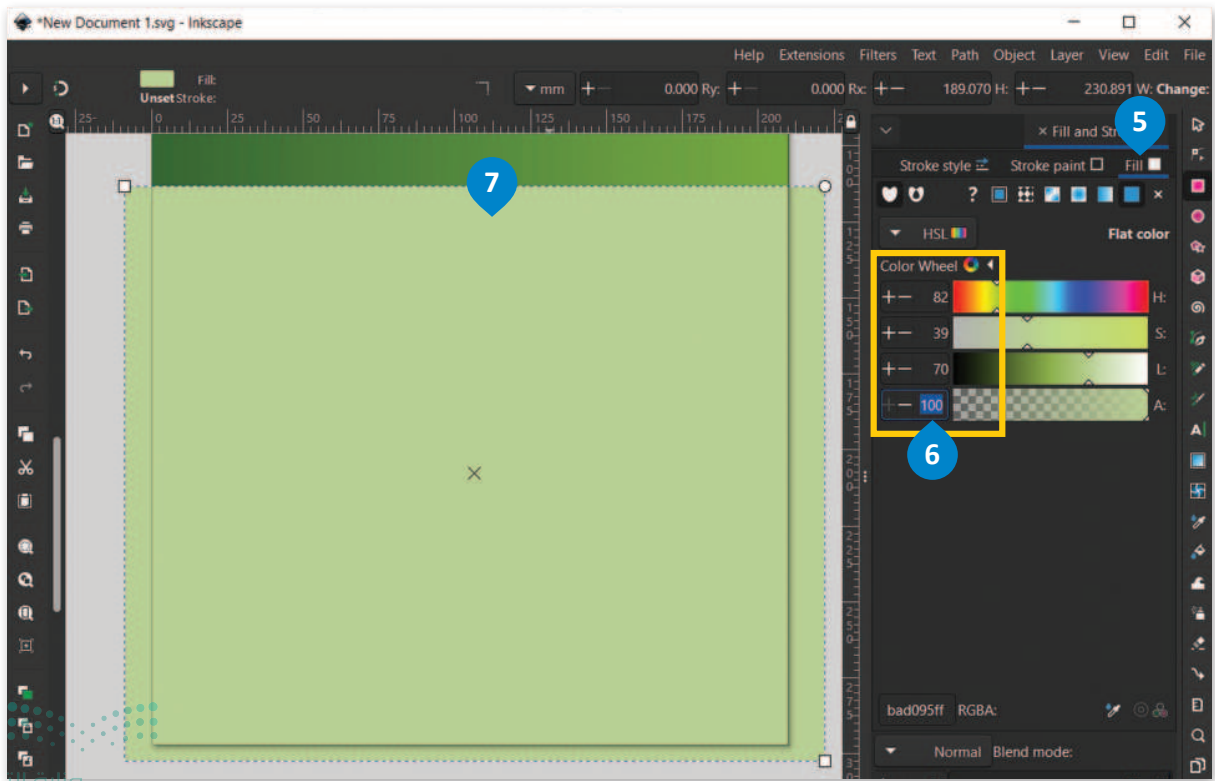 *New Document 1.svg - Inkscape
Help Extensions Filters Text Path Object Layer View Edit File
Fill:
Unset Stroke:
mm 0.000 Ry: 0.000 Rx: 189.070 H: 230.891 W: Change:
25- 0 25 50 75 100 125 150 175 200
Fill and Str
5
Stroke style Stroke paint Fill
7
?
HSL Flat color
Color Wheel
82 H:
39 S:
70 L:
100 A:
6
bad095ff RGBA:
Normal Blend mode: